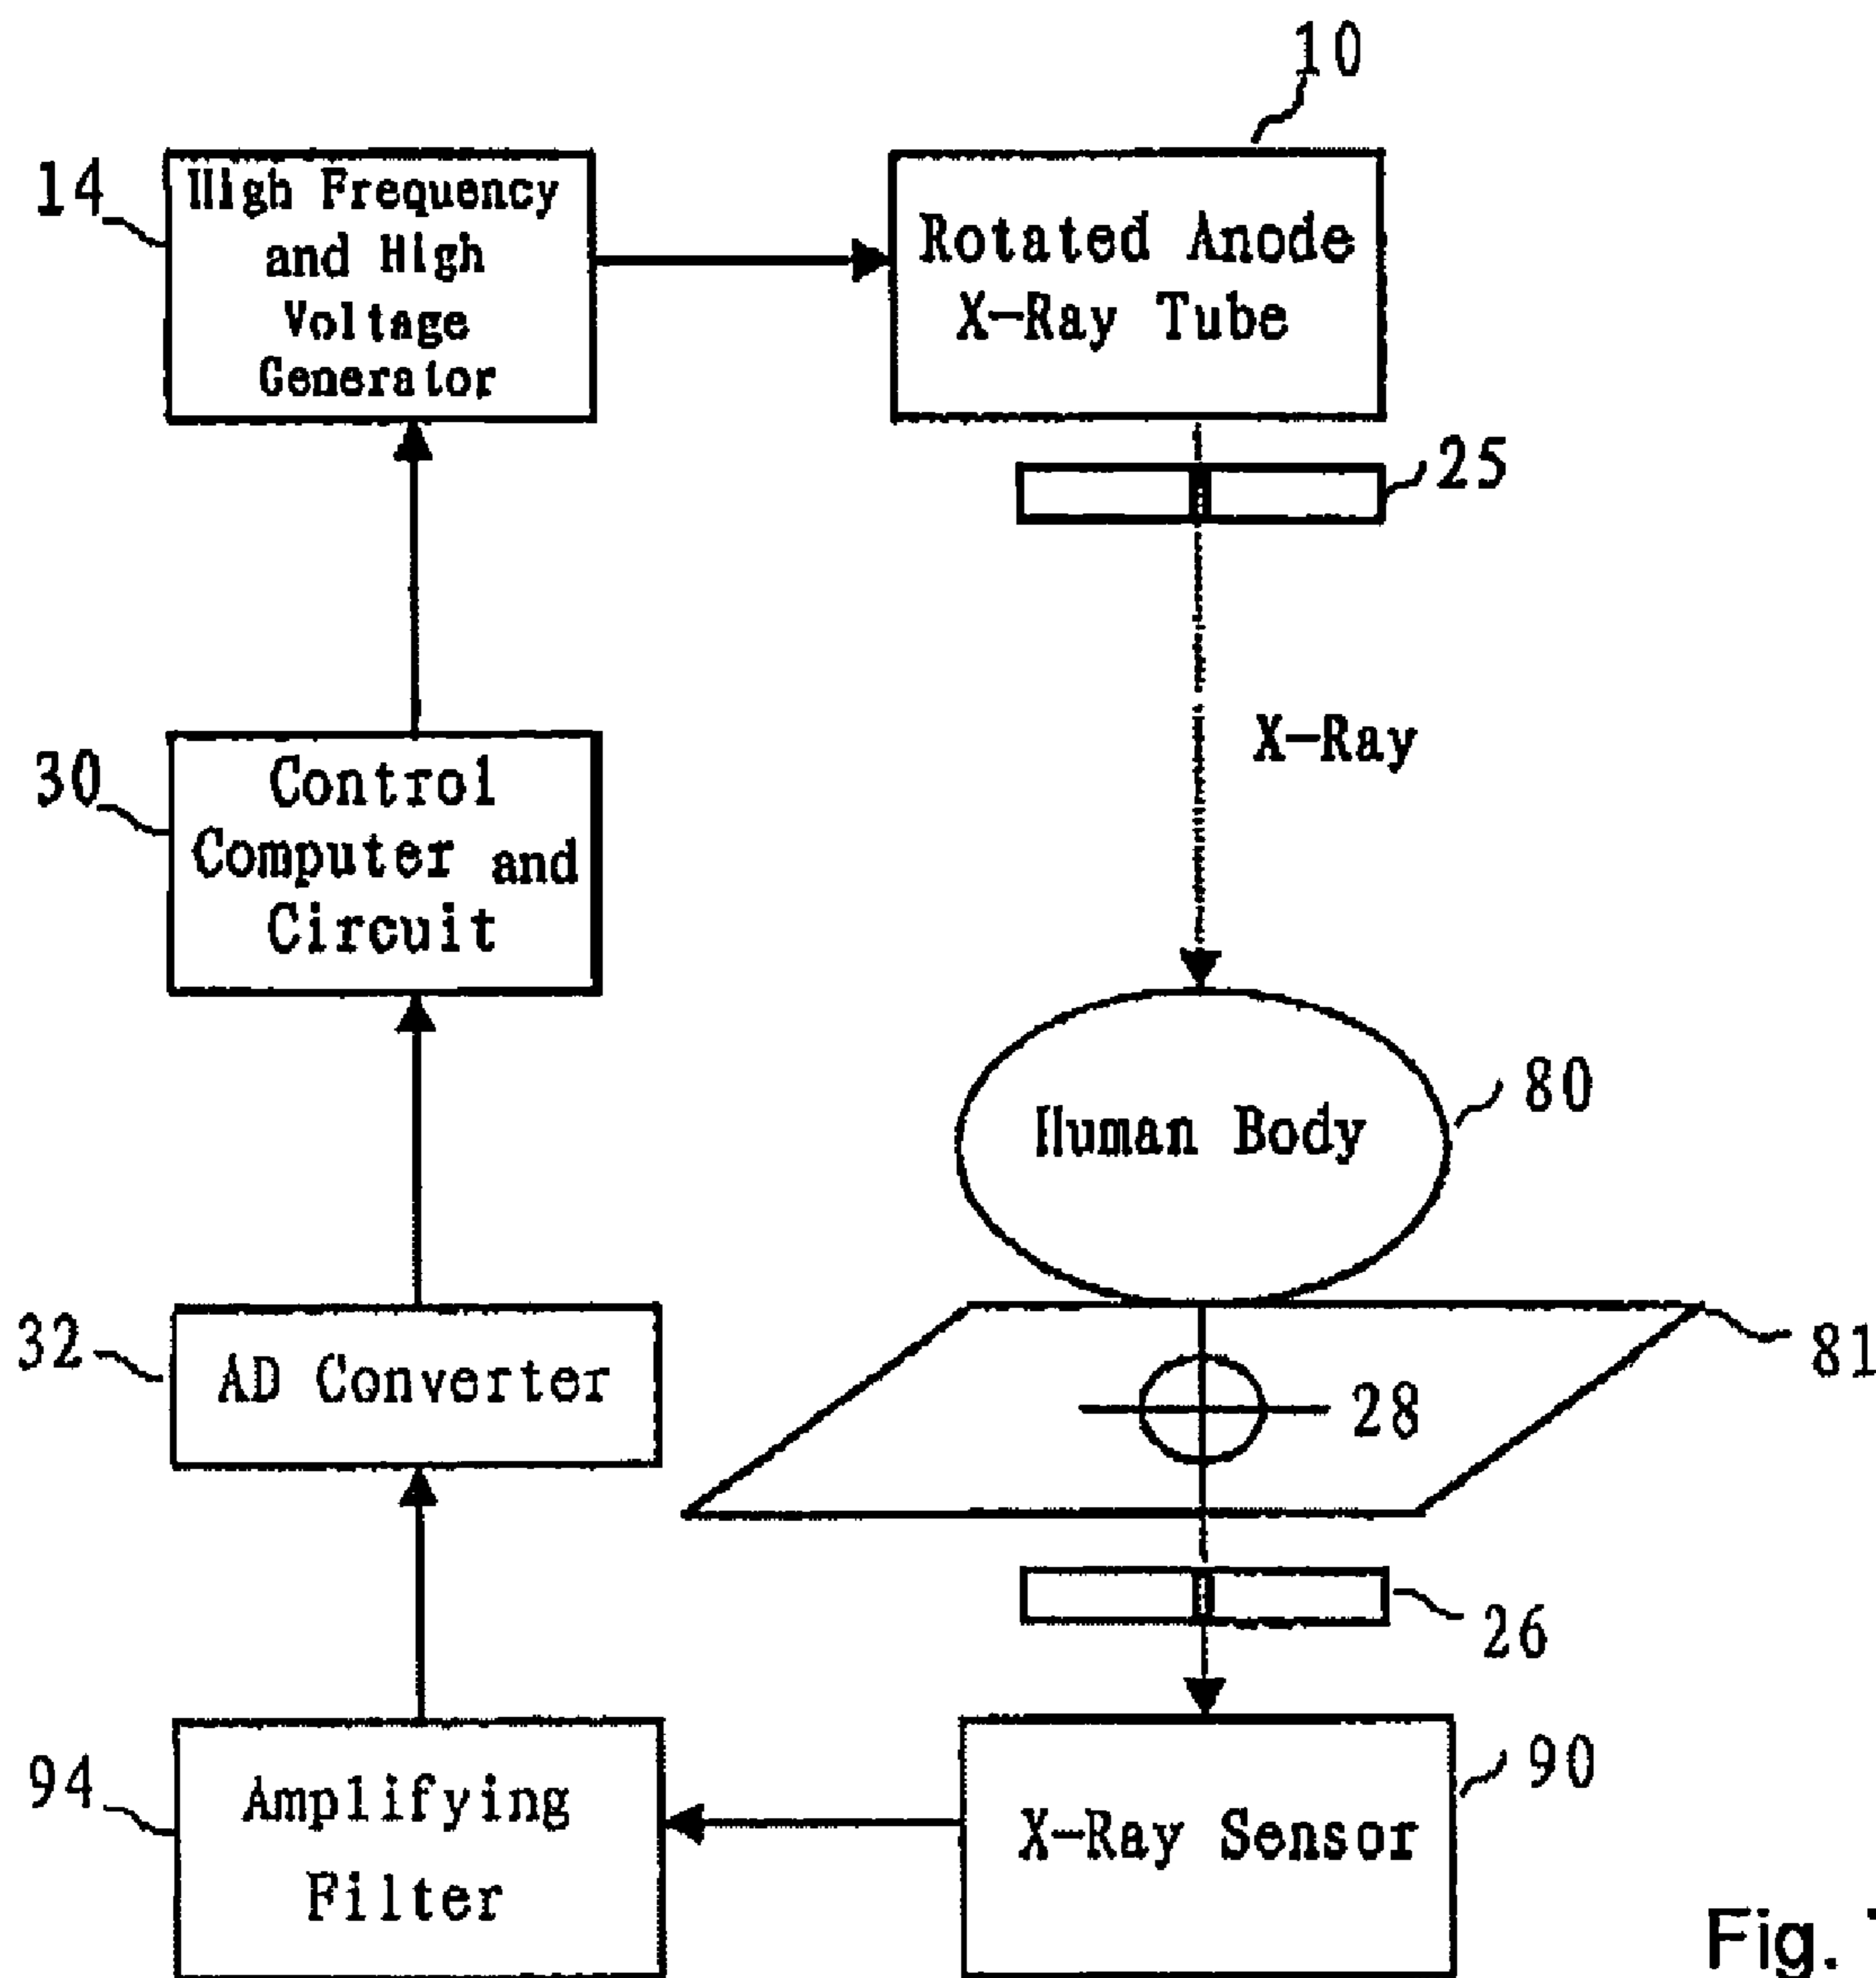 10
14
High Frequency
and High
Voltage
Generator
Rotated Anode
X-Ray Tube
25
X-Ray
30
Control
Computer and
Circuit
Human Body
80
32
AD Converter
28
81
26
94
Amplifying
Filter
X-Ray Sensor
90
Fig.